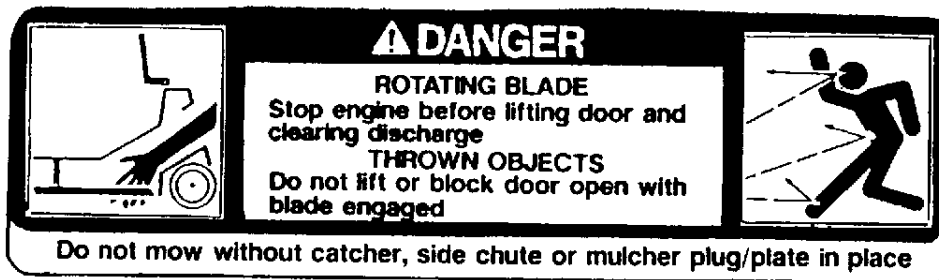 DANGER
ROTATING BLADE
Stop engine before lifting door and
clearing discharge
THROWN OBJECTS
Do not lift or block door open with
blade engaged
Do not mow without catcher, side chute or mulcher plug/plate in place